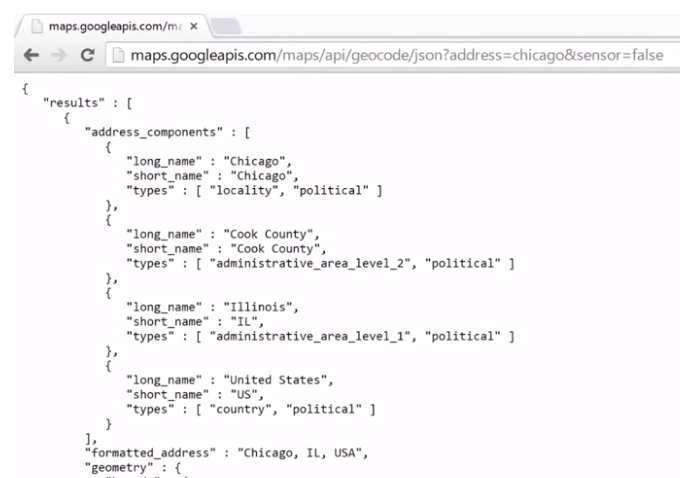 maps.googleapis.com/ma
maps.googleapis.com/maps/api/geocode/json?address=chicago&sensor=false
{
   "results" : [
      {
         "address_components" : [
            {
               "long_name" : "Chicago",
               "short_name" : "Chicago",
               "types" : [ "locality", "political" ]
            },
            {
               "long_name" : "Cook County",
               "short_name" : "Cook County",
               "types" : [ "administrative_area_level_2", "political" ]
            },
            {
               "long_name" : "Illinois",
               "short_name" : "IL",
               "types" : [ "administrative_area_level_1", "political" ]
            },
            {
               "long_name" : "United States",
               "short_name" : "US",
               "types" : [ "country", "political" ]
            }
         ],
         "formatted_address" : "Chicago, IL, USA",
         "geometry" : {